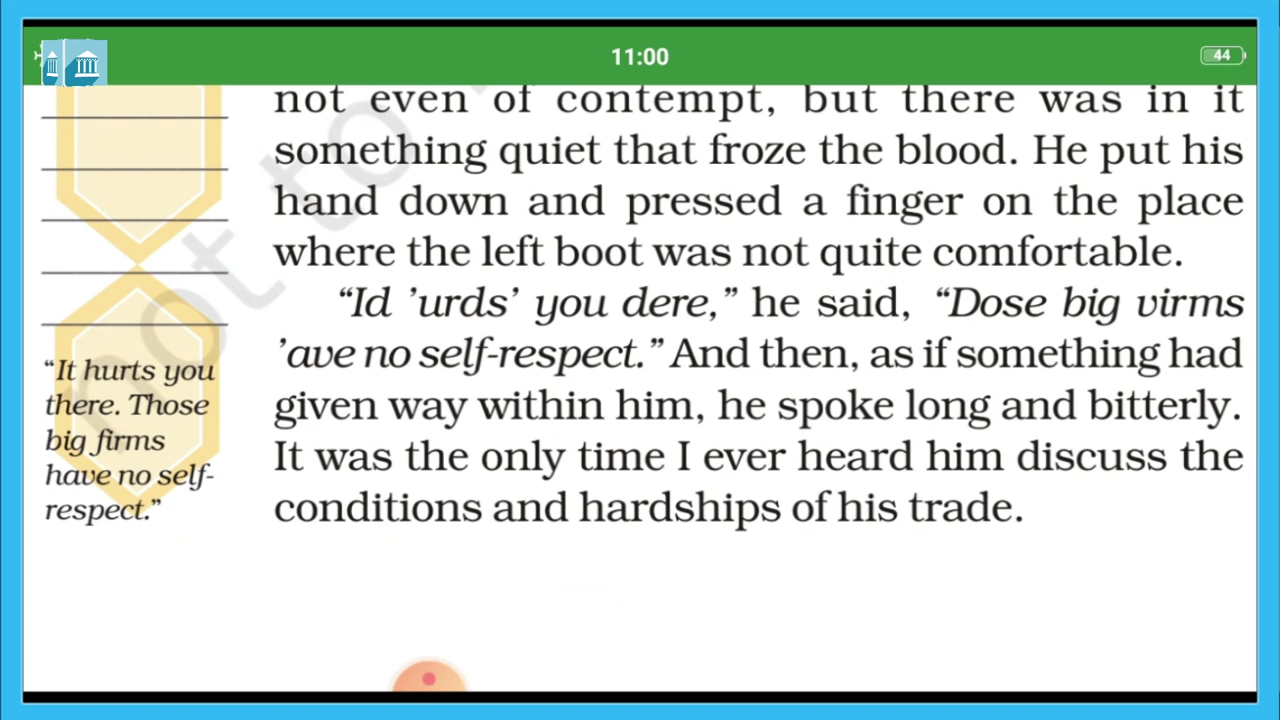 11:00
44
not even of contempt, but there was in it
something quiet that froze the blood. He put his
hand down and pressed a finger on the place
where the left boot was not quite comfortable.
“Id ’urds’ you dere,” he said, “Dose big virms
’ave no self-respect.” And then, as if something had
given way within him, he spoke long and bitterly.
It was the only time I ever heard him discuss the
conditions and hardships of his trade.
“It hurts you
there. Those
big firms
have no self-
respect.”
not to